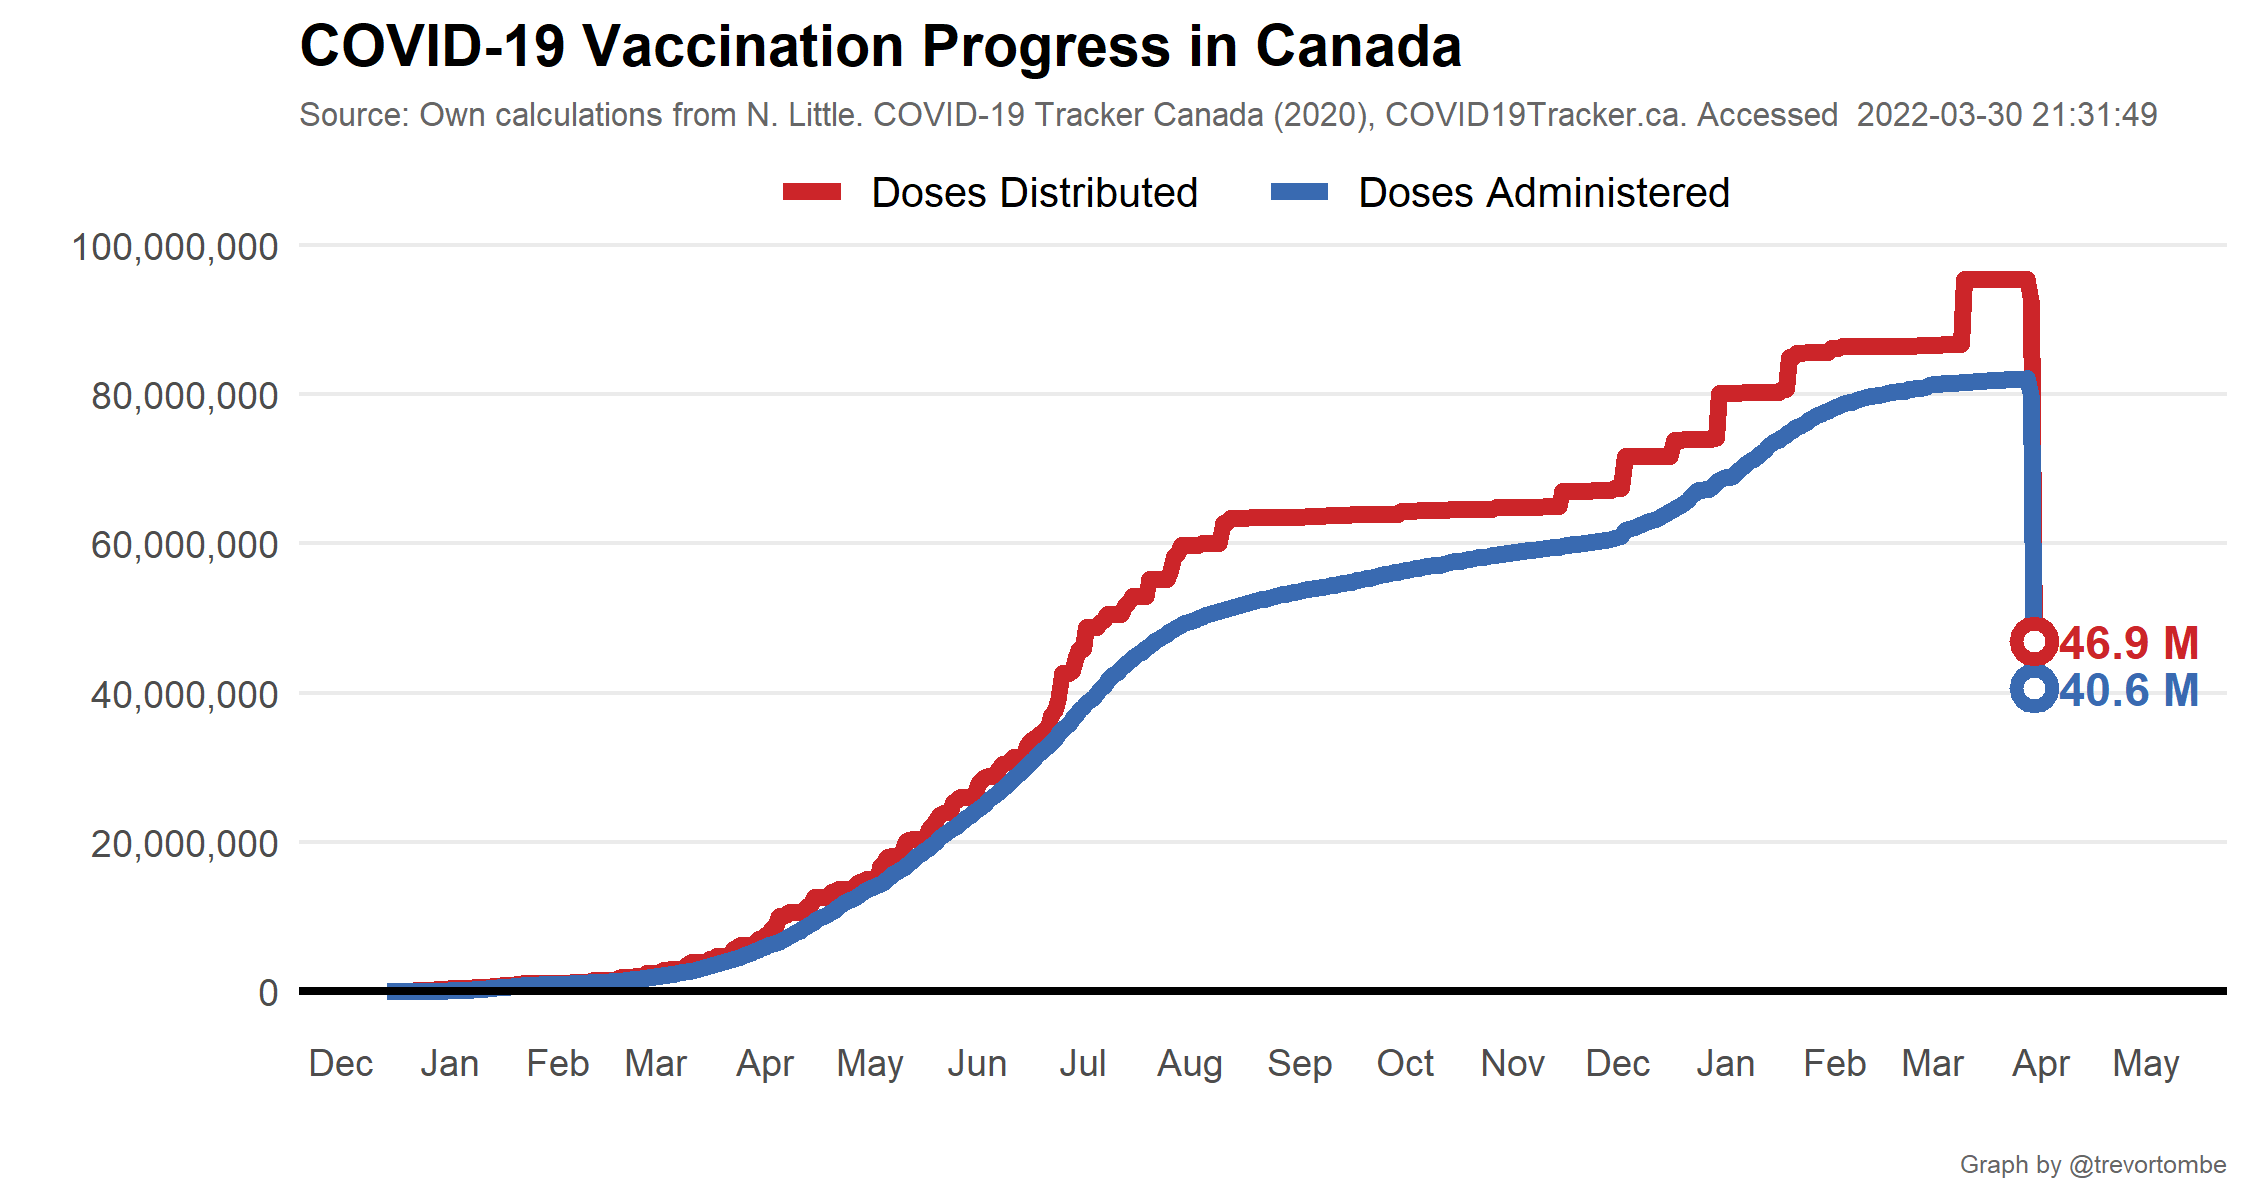 COVID-19 Vaccination Progress in Canada
Source: Own calculations from N. Little. COVID-19 Tracker Canada (2020), COVID19Tracker.ca. Accessed  2022-03-30 21:31:49
Doses Distributed Doses Administered
100,000,000
80,000,000
60,000,000
46.9 M
40,000,000
40.6 M
20,000,000
0
Dec Jan Feb Mar Apr May Jun Jul Aug Sep Oct Nov Dec Jan Feb Mar Apr May
Graph by @trevortombe